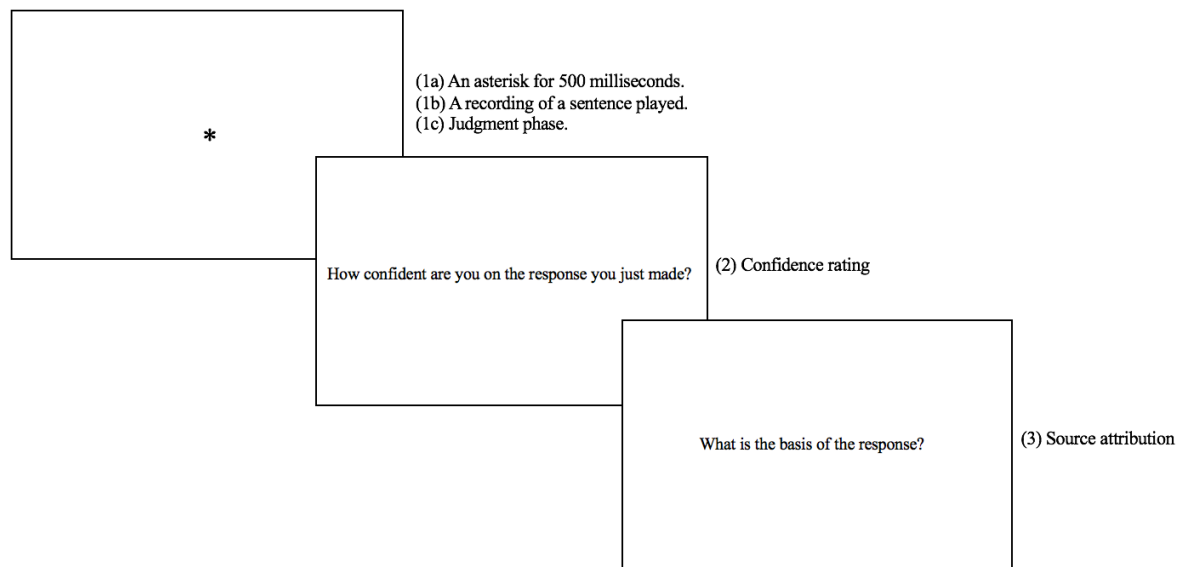 *
(1a) An asterisk for 500 milliseconds.
(1b) A recording of a sentence played.
(1c) Judgment phase.
How confident are you on the response you just made?
(2) Confidence rating
What is the basis of the response?
(3) Source attribution